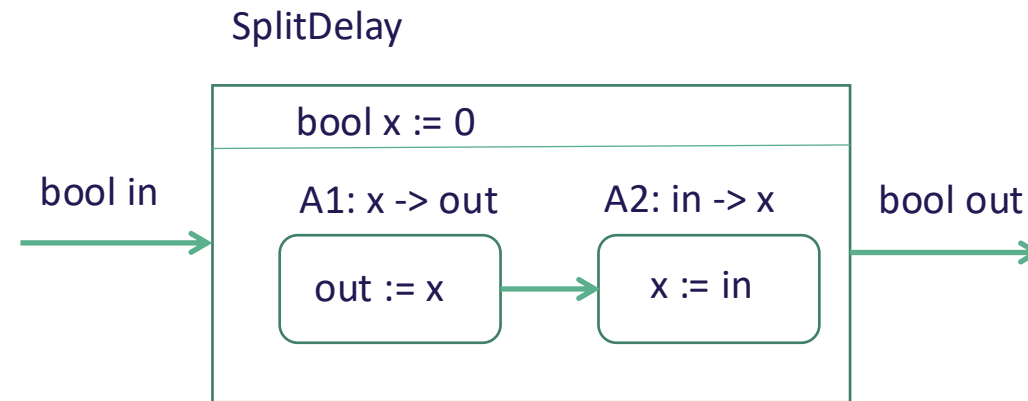 SplitDelay
bool x := 0
bool in
A1: x -> out
A2: in -> x
bool out
out := x
x := in